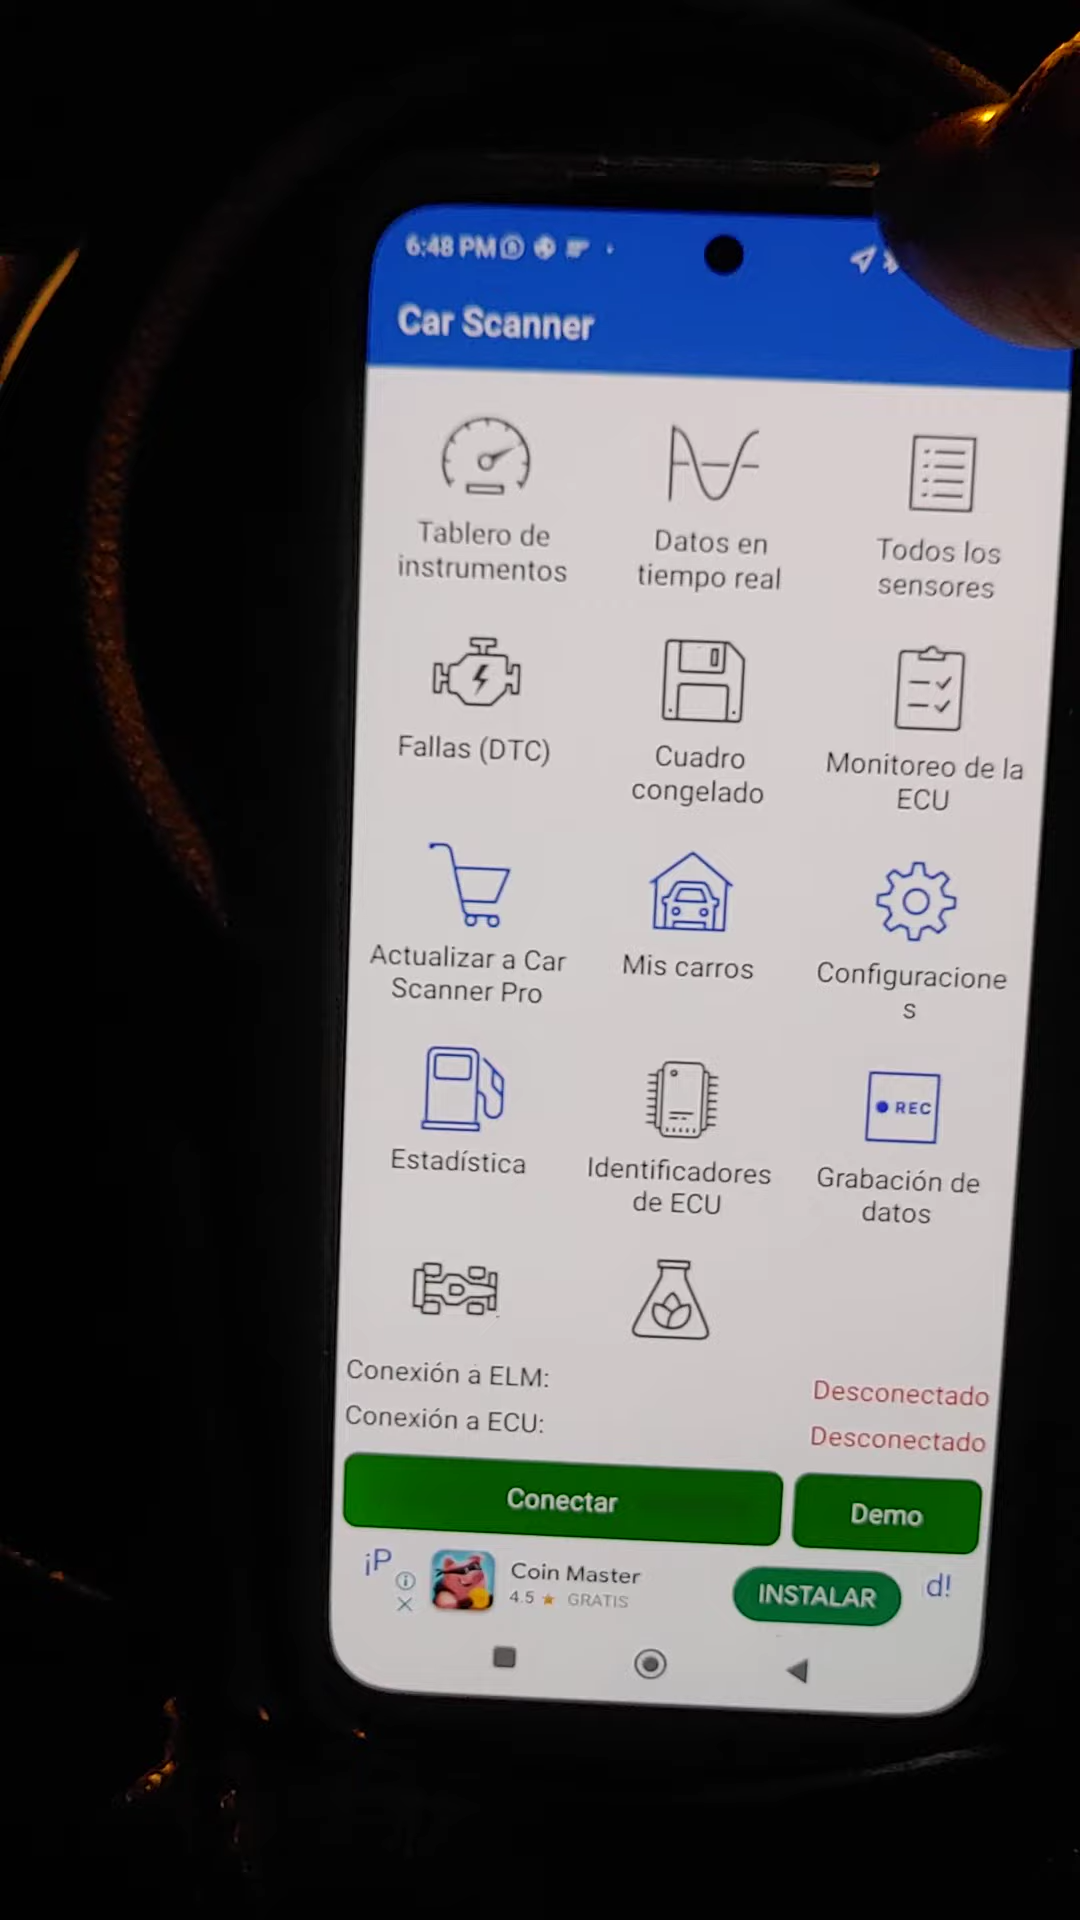 6:48 PM
Car Scanner
Tablero de
instrumentos
Datos en
tiempo real
Todos los
sensores
Fallas (DTC)
Cuadro
congelado
Monitoreo de la
ECU
Actualizar a Car
Scanner Pro
Mis carros
Configuracione
s
Estadística
Identificadores
de ECU
REC
Grabación de
datos
Conexión a ELM:
Desconectado
Conexión a ECU:
Desconectado
Conectar
Demo
¡P
Coin Master
4.5 ★ GRATIS
INSTALAR
d!